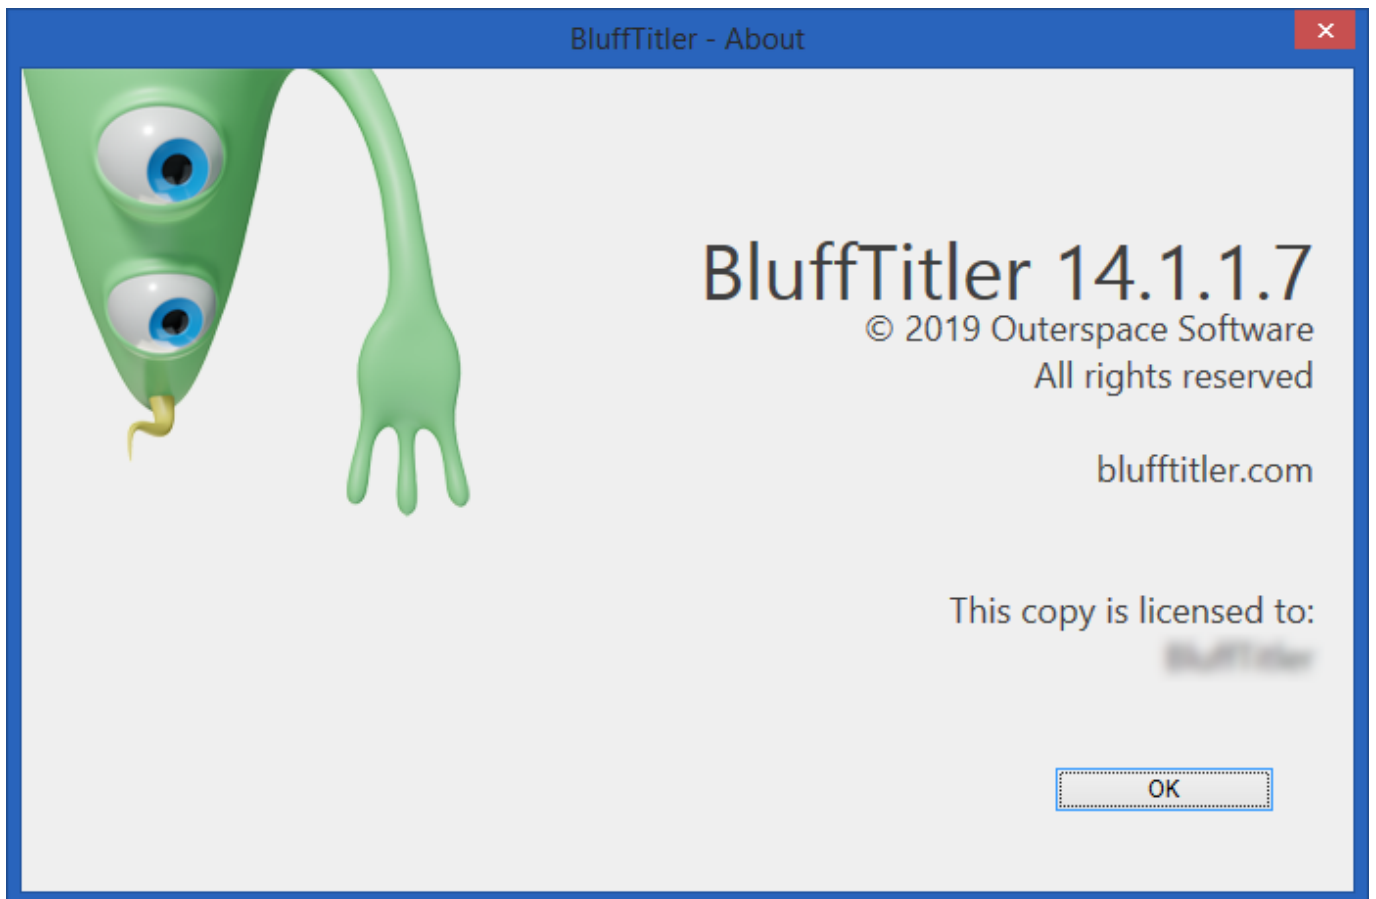 BluffTitler - About
BluffTitler 14.1.1.7
© 2019 Outerspace Software
All rights reserved
blufftitler.com
This copy is licensed to:
OK